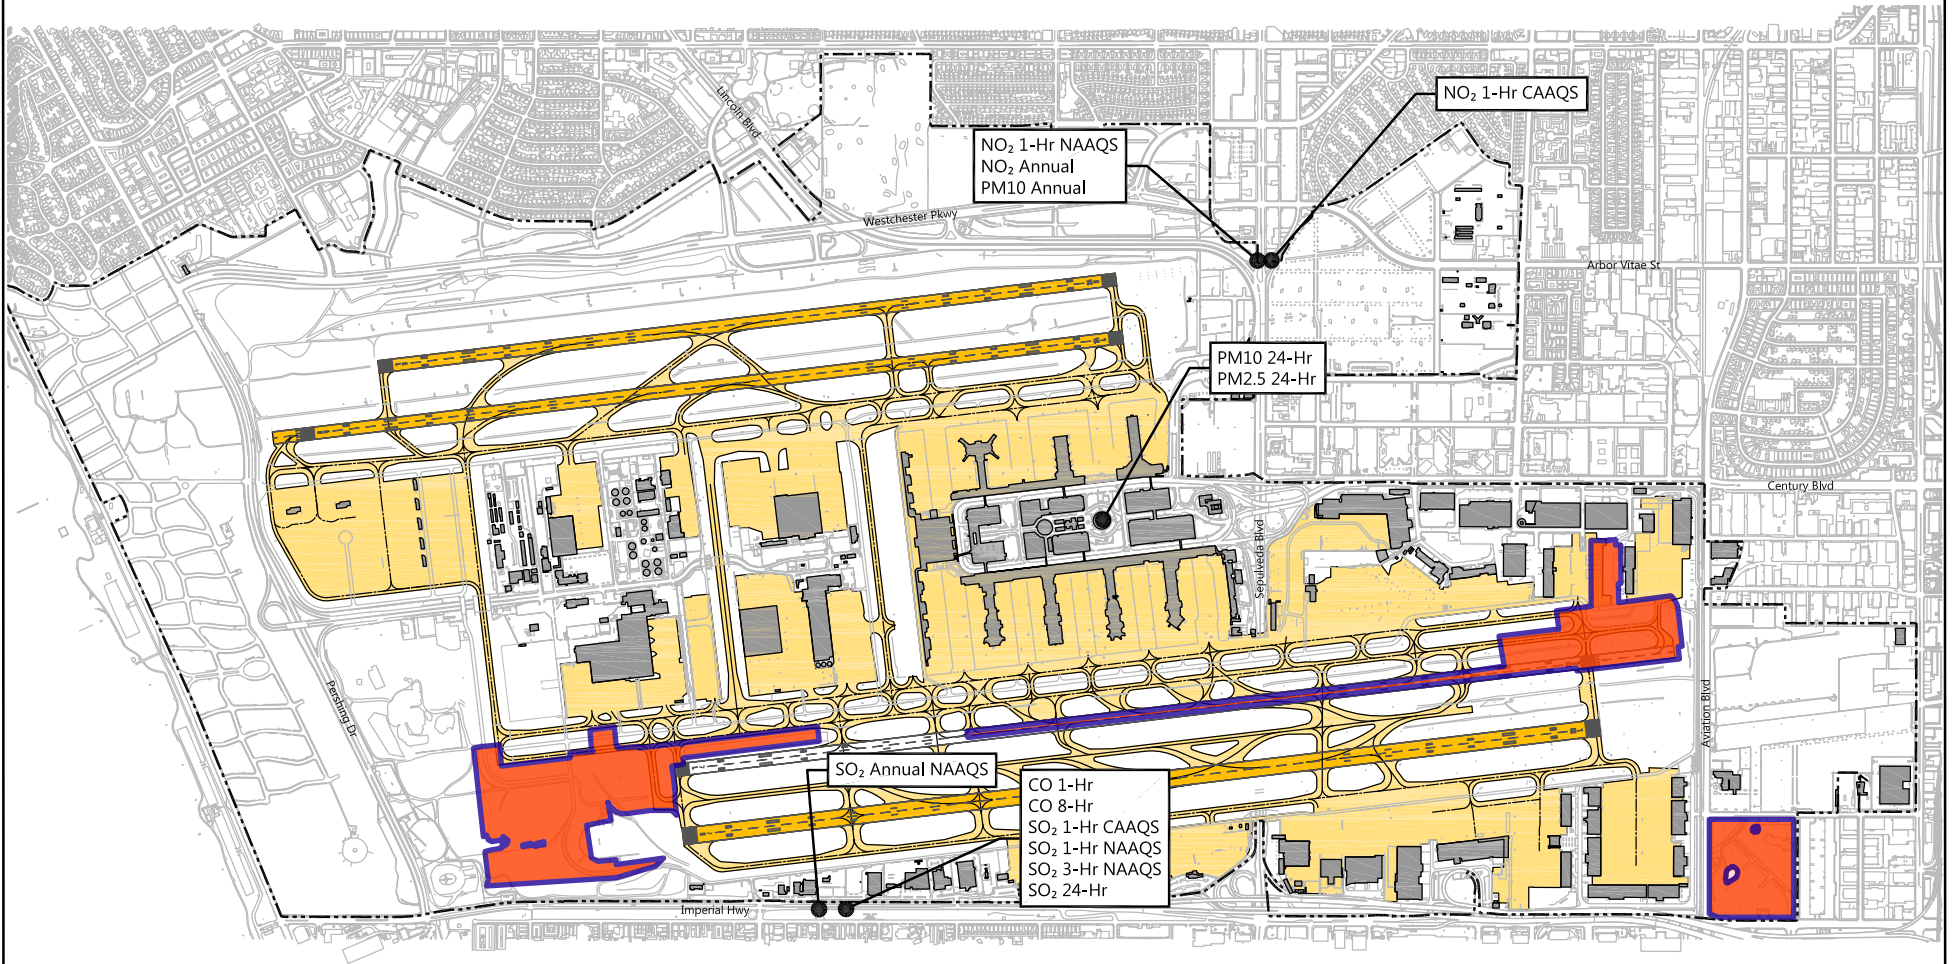 NO₂ 1-Hr CAAQS
Lincoln Blvd
NO₂ 1-Hr NAAQS
NO₂ Annual
PM10 Annual
Westchester Pkwy
Arbor Vitae St
PM10 24-Hr
PM2.5 24-Hr
Century Blvd
Sepulveda Blvd
Pershing Dr
Aviation Blvd
SO₂ Annual NAAQS
CO 1-Hr
CO 8-Hr
SO₂ 1-Hr CAAQS
SO₂ 1-Hr NAAQS
SO₂ 3-Hr NAAQS
SO₂ 24-Hr
Imperial Hwy